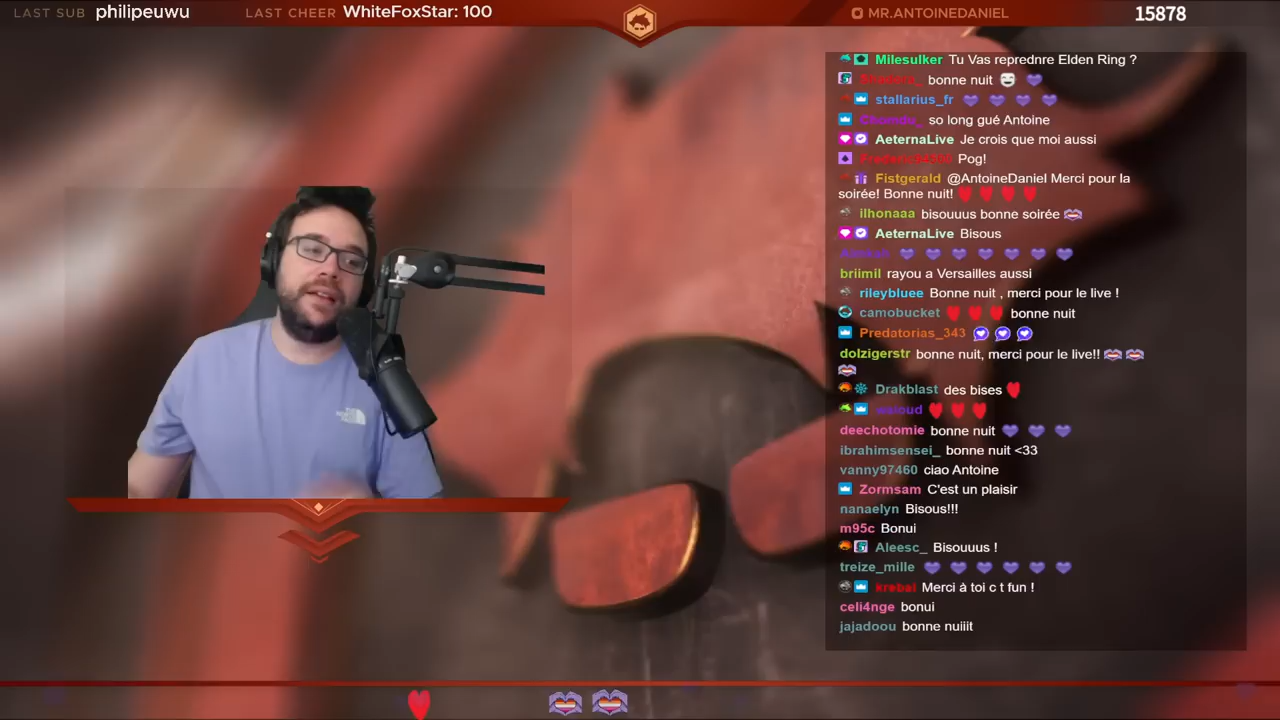 LAST SUB philipeuwu LAST CHEER WhiteFoxStar: 100 MR.ANTOINEDANIEL 15878
Milesulker Tu Vas reprednre Elden Ring ?
bonne nuit
stallarius_fr
Chomdu_ so long gué Antoine
AeternaLive Je crois que moi aussi
Pog!
Fistgerald @AntoineDaniel Merci pour la
soirée! Bonne nuit!
ilhonaaa bisouuus bonne soirée
AeternaLive Bisous
briimil rayou a Versailles aussi
rileybluee Bonne nuit , merci pour le live !
camobucket bonne nuit
Predatorias_343
dolzigerstr bonne nuit, merci pour le live!!
Drakblast des bises
deechotomie bonne nuit
ibrahimsensei_ bonne nuit <33
vanny97460 ciao Antoine
Zormsam C'est un plaisir
nanaelyn Bisous!!!
m95c Bonui
Aleesc_ Bisouuus !
treize_mille
krebal Merci à toi c t fun !
celi4nge bonui
jajadoou bonne nuiiit